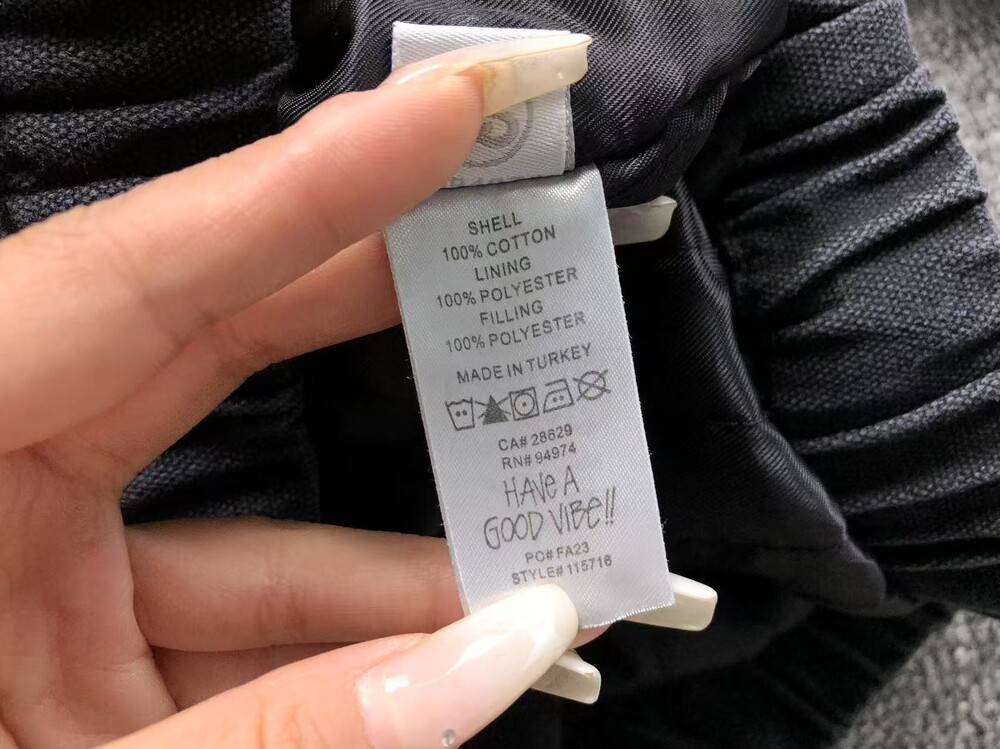 SHELL
100% COTTON
LINING
100% POLYESTER
FILLING
100% POLYESTER
MADE IN TURKEY
CA# 28629
RN# 94974
HAVe A
GOOD VIBe!!
PO# FA23
STYLE# 115716